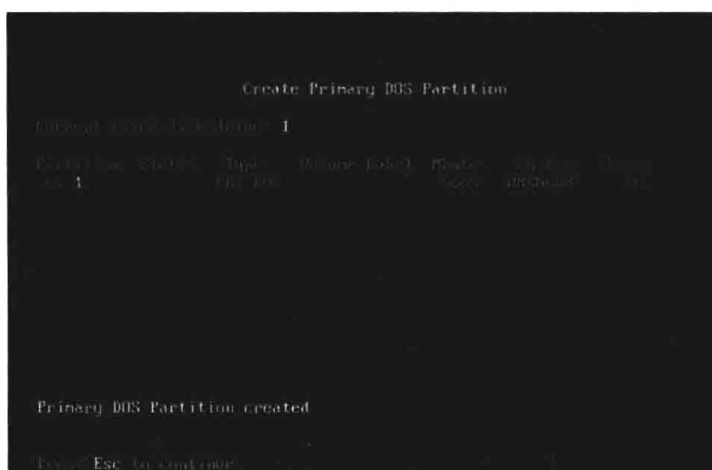 Create Primary DOS Partition
Current fixed disk drive: 1
Partition Status Type Volume Label Mbytes System Usage
1 PRI DOS
Primary DOS Partition created
Press Esc to continue